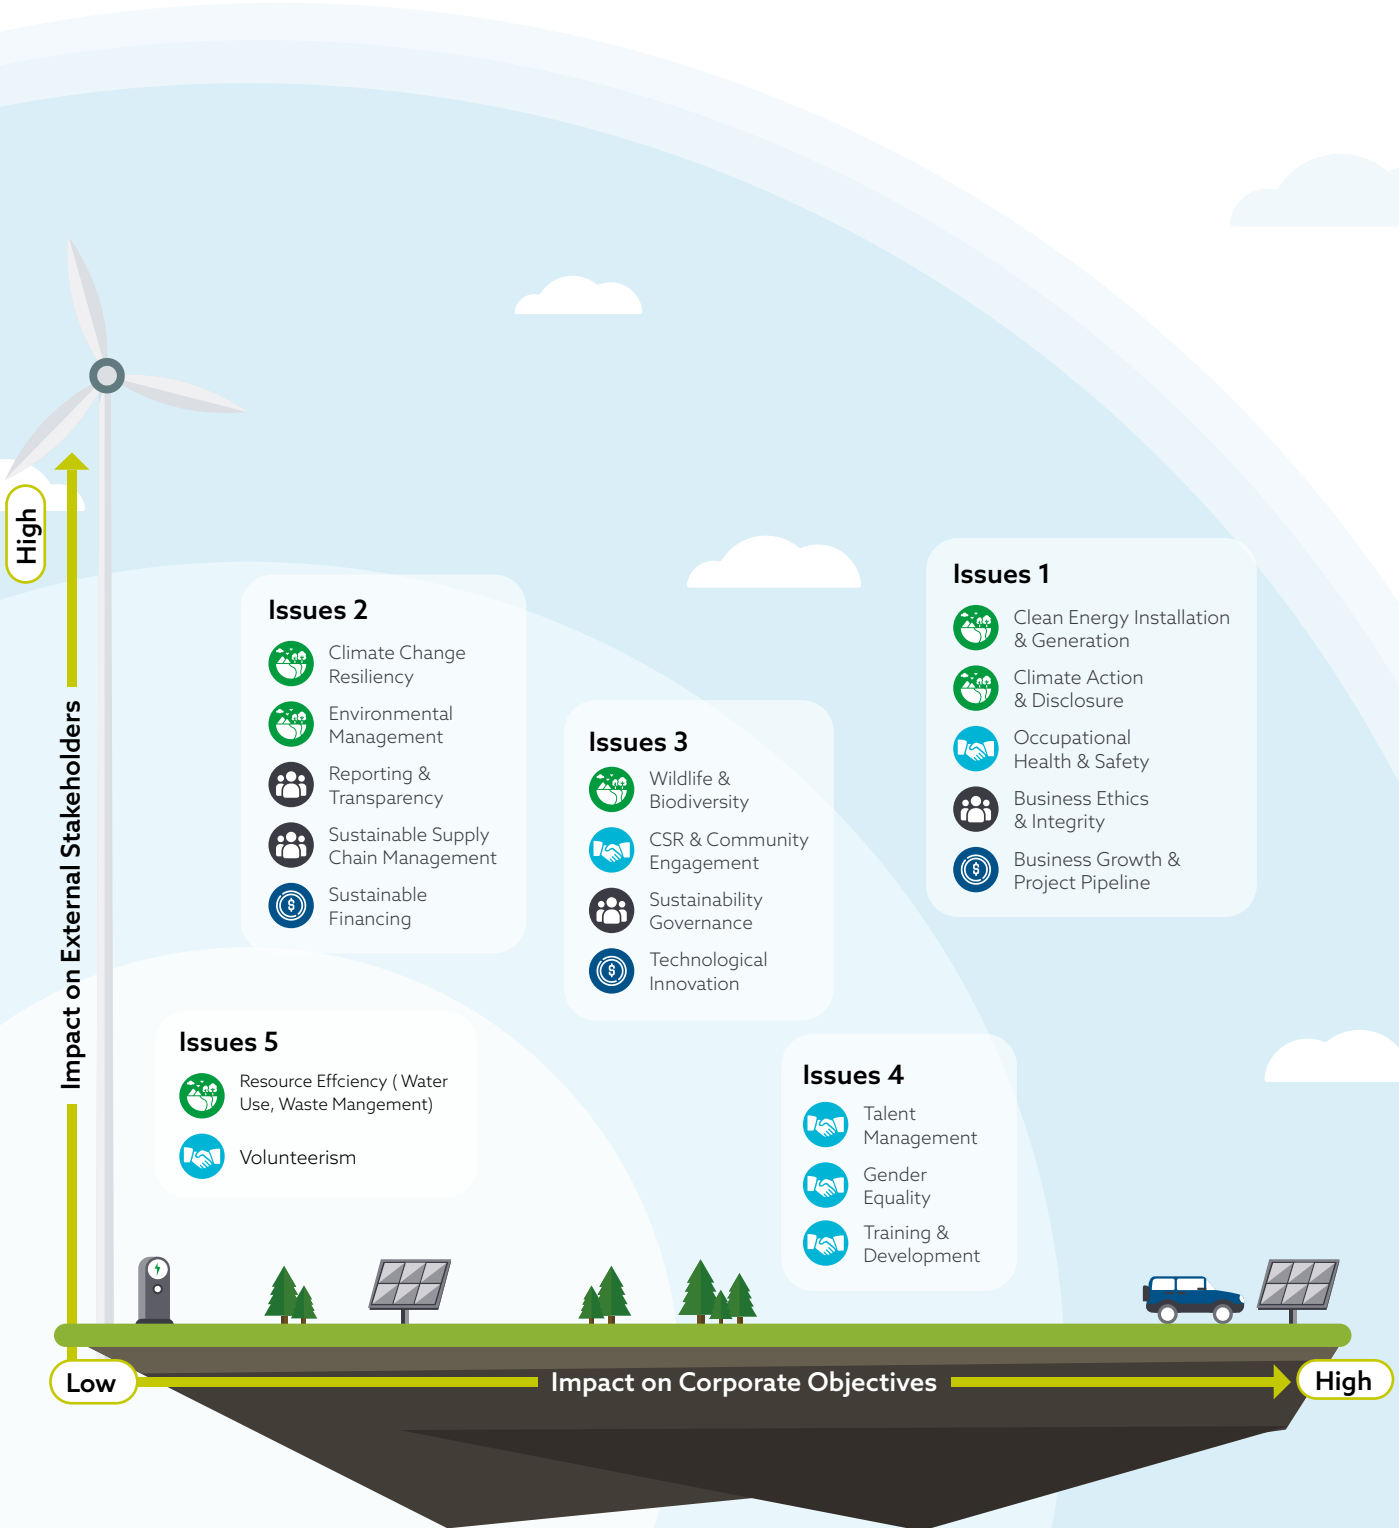 High
Impact on External Stakeholders
Issues 2
Climate Change
Resiliency
Environmental
Management
Reporting &
Transparency
Sustainable Supply
Chain Management
Sustainable
Financing
Issues 3
Wildlife &
Biodiversity
CSR & Community
Engagement
Sustainability
Governance
Technological
Innovation
Issues 1
Clean Energy Installation
& Generation
Climate Action
& Disclosure
Occupational
Health & Safety
Business Ethics
& Integrity
Business Growth &
Project Pipeline
Issues 5
Resource Effciency ( Water
Use, Waste Mangement)
Volunteerism
Issues 4
Talent
Management
Gender
Equality
Training &
Development
Low
Impact on Corporate Objectives
High